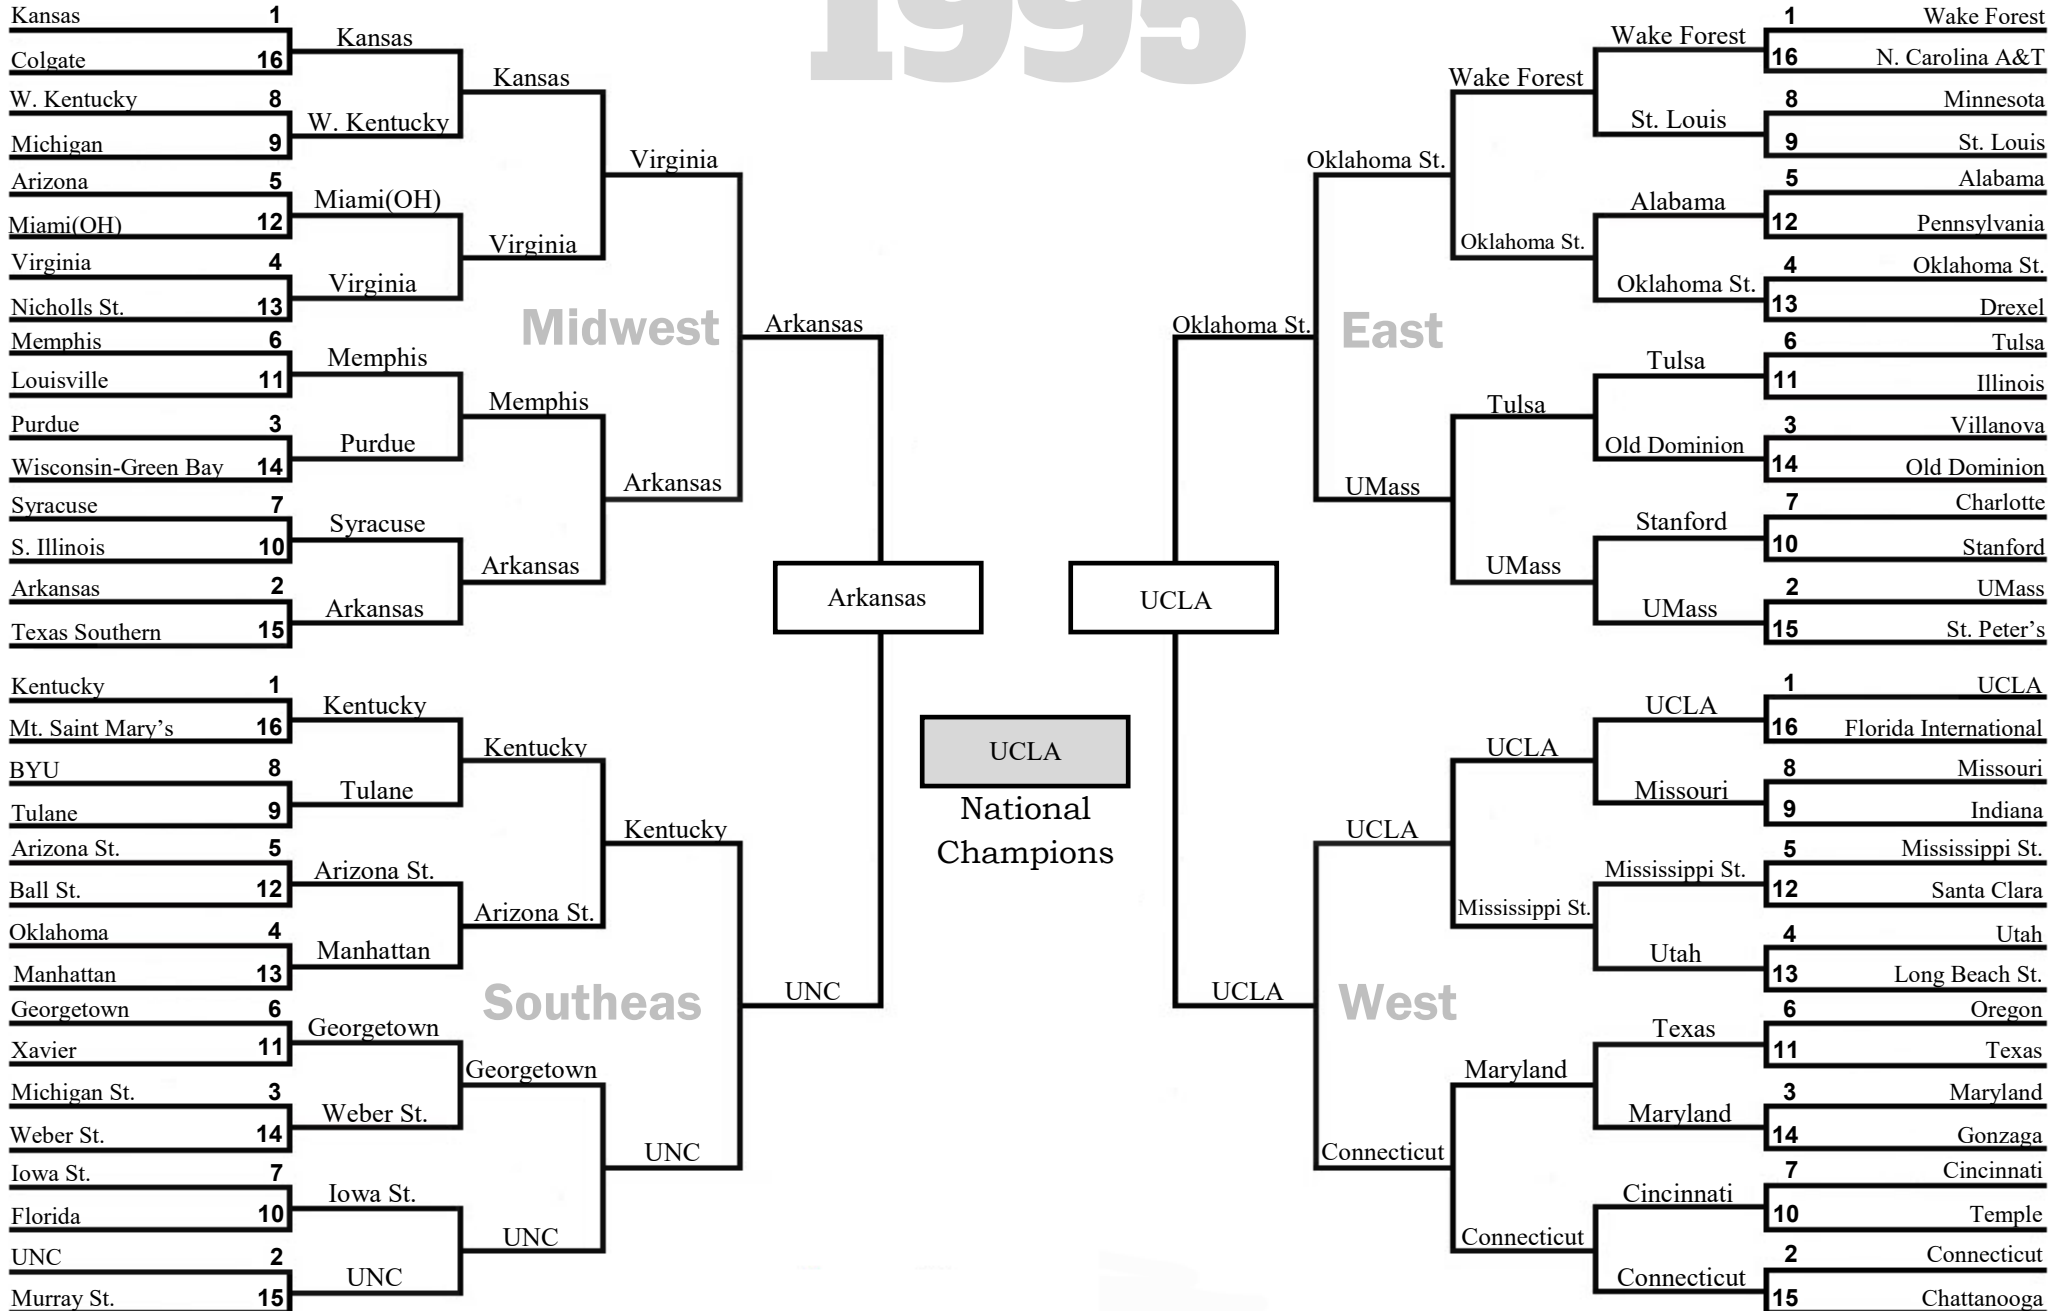 1995
Kansas 1
Colgate 16
W. Kentucky 8
Michigan 9
Arizona 5
Miami(OH) 12
Virginia 4
Nicholls St. 13
Memphis 6
Louisville 11
Purdue 3
Wisconsin-Green Bay 14
Syracuse 7
S. Illinois 10
Arkansas 2
Texas Southern 15
Kansas
W. Kentucky
Miami(OH)
Virginia
Memphis
Purdue
Syracuse
Arkansas
Kansas
Virginia
Memphis
Arkansas
Virginia
Arkansas
Midwest
Arkansas
Kentucky 1
Mt. Saint Mary’s 16
BYU 8
Tulane 9
Arizona St. 5
Ball St. 12
Oklahoma 4
Manhattan 13
Georgetown 6
Xavier 11
Michigan St. 3
Weber St. 14
Iowa St. 7
Florida 10
UNC 2
Murray St. 15
Kentucky
Tulane
Arizona St.
Manhattan
Georgetown
Weber St.
Iowa St.
UNC
Kentucky
Arizona St.
Georgetown
UNC
Kentucky
UNC
Southeas
UNC
Arkansas
UCLA
UCLA
National
Champions
1 Wake Forest
16 N. Carolina A&T
8 Minnesota
9 St. Louis
5 Alabama
12 Pennsylvania
4 Oklahoma St.
13 Drexel
6 Tulsa
11 Illinois
3 Villanova
14 Old Dominion
7 Charlotte
10 Stanford
2 UMass
15 St. Peter’s
Wake Forest
St. Louis
Alabama
Oklahoma St.
Tulsa
Old Dominion
Stanford
UMass
Wake Forest
Oklahoma St.
Tulsa
UMass
Oklahoma St.
UMass
East
Oklahoma St.
1 UCLA
16 Florida International
8 Missouri
9 Indiana
5 Mississippi St.
12 Santa Clara
4 Utah
13 Long Beach St.
6 Oregon
11 Texas
3 Maryland
14 Gonzaga
7 Cincinnati
10 Temple
2 Connecticut
15 Chattanooga
UCLA
Missouri
Mississippi St.
Utah
Texas
Maryland
Cincinnati
Connecticut
UCLA
Mississippi St.
Maryland
Connecticut
UCLA
Connecticut
West
UCLA